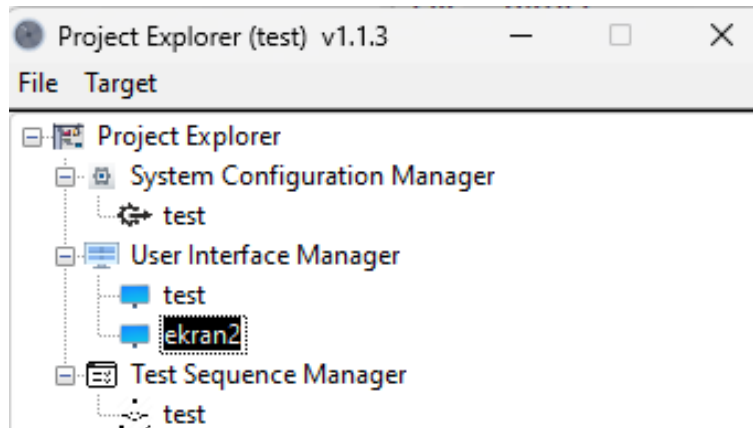 Project Explorer (test) v1.1.3
File Target
Project Explorer
System Configuration Manager
test
User Interface Manager
test
ekran2
Test Sequence Manager
test